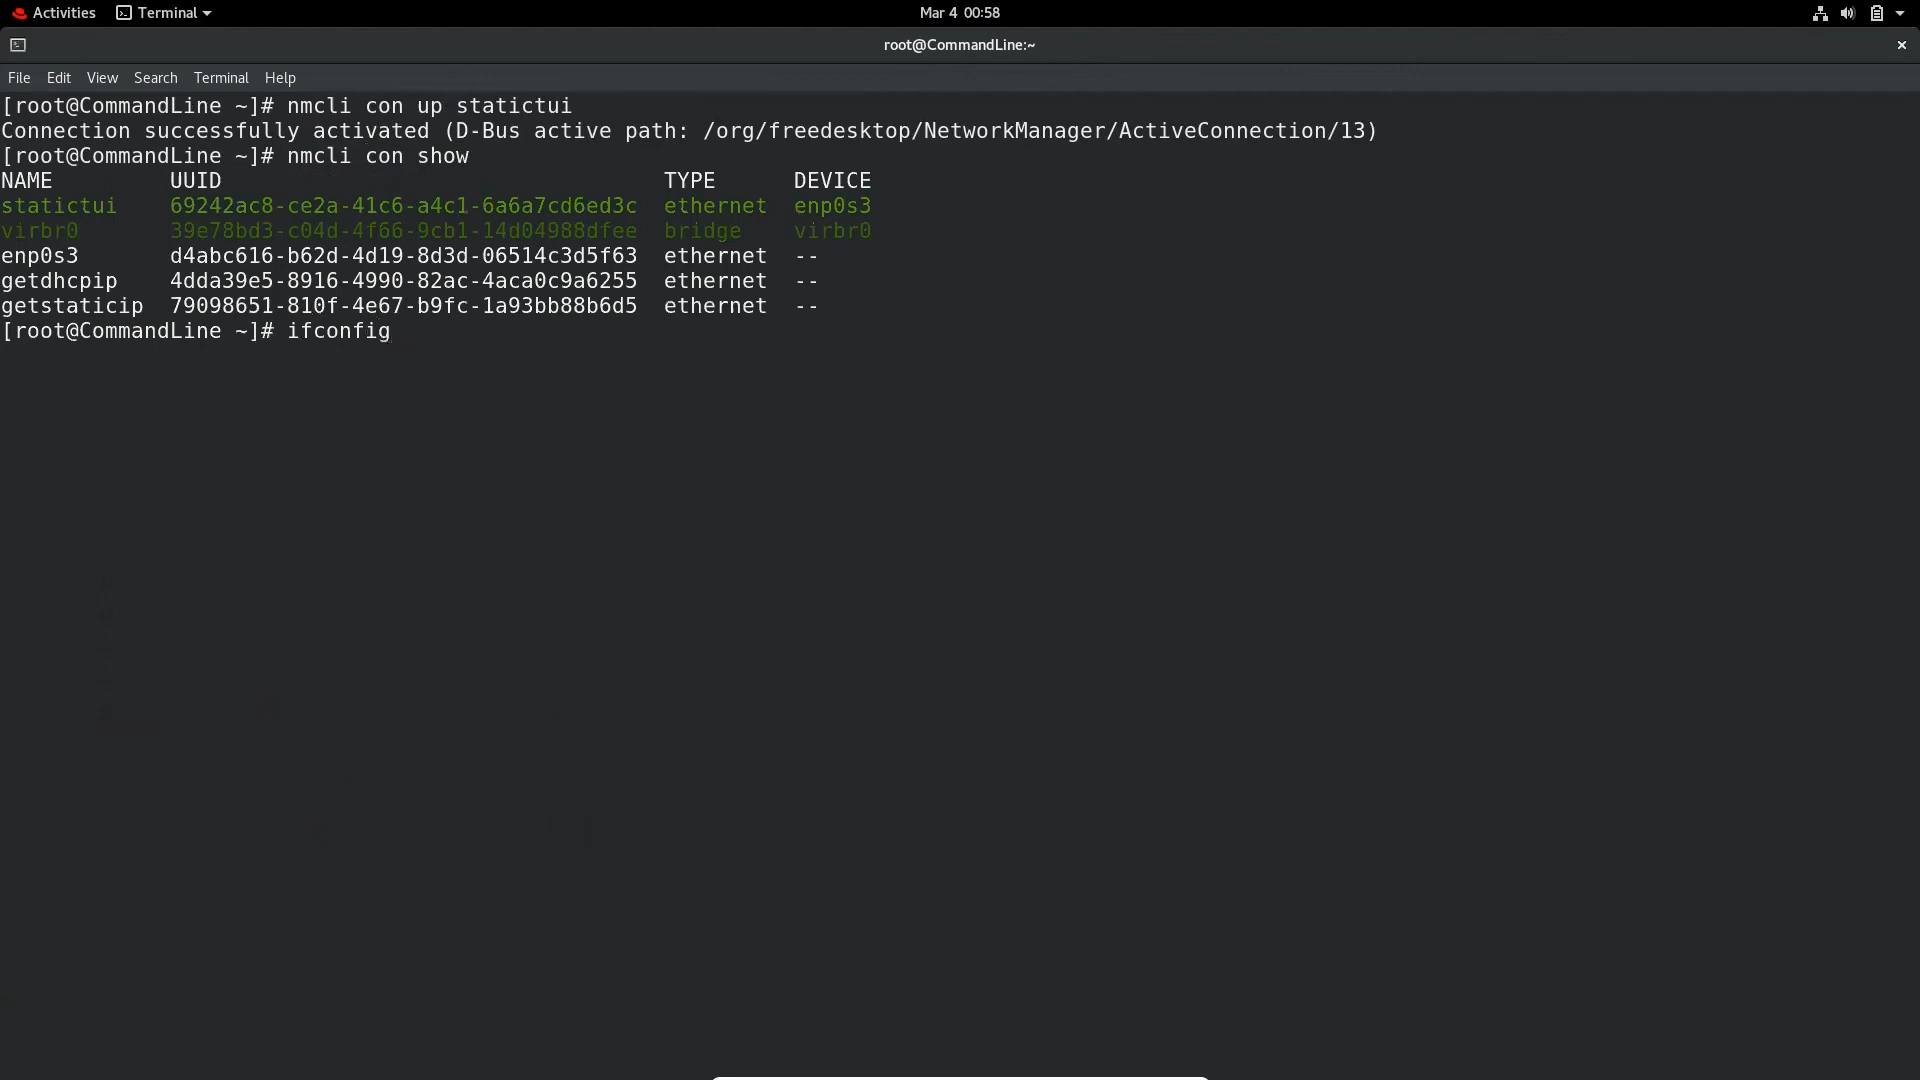 Activities Terminal Mar 4 00:58
root@CommandLine:~ ×
File Edit View Search Terminal Help
[root@CommandLine ~]# nmcli con up statictui
Connection successfully activated (D-Bus active path: /org/freedesktop/NetworkManager/ActiveConnection/13)
[root@CommandLine ~]# nmcli con show
NAME UUID TYPE DEVICE
statictui 69242ac8-ce2a-41c6-a4c1-6a6a7cd6ed3c ethernet enp0s3
virbr0 39e78bd3-c04d-4f66-9cb1-14d04988dfee bridge virbr0
enp0s3 d4abc616-b62d-4d19-8d3d-06514c3d5f63 ethernet --
getdhcpip 4dda39e5-8916-4990-82ac-4aca0c9a6255 ethernet --
getstaticip 79098651-810f-4e67-b9fc-1a93bb88b6d5 ethernet --
[root@CommandLine ~]# ifconfig